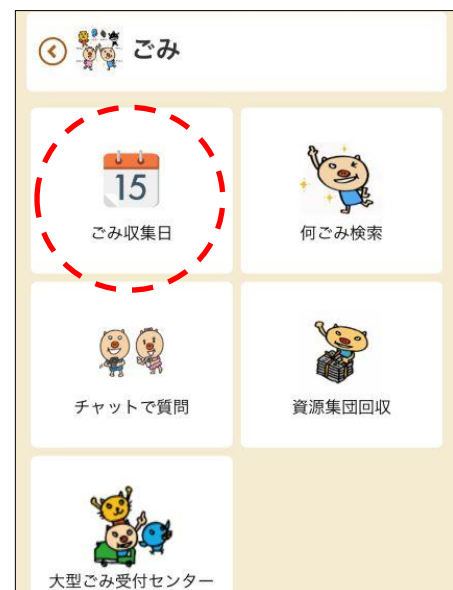 ごみ
15
ごみ収集日
何ごみ検索
チャットで質問
資源集団回収
大型ごみ受付センター